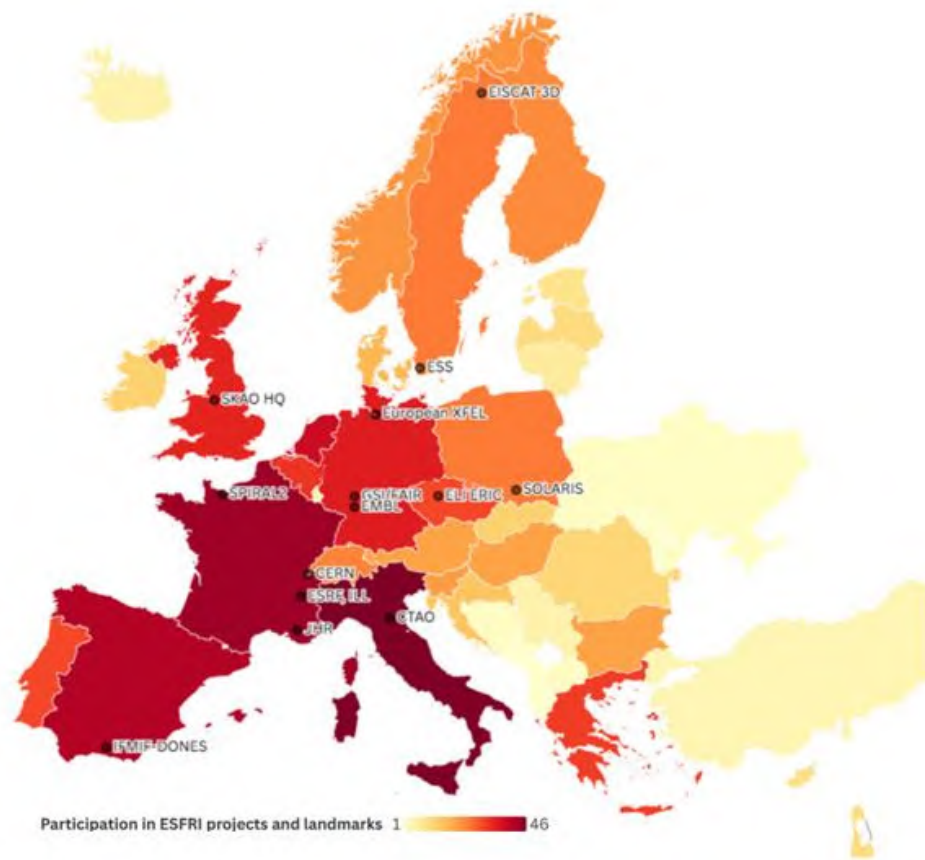 EISCAT 3D
ESS
SKAO HQ
European XFEL
SPIRAL2
GSI/FAIR
ELI ERIC
SOLARIS
EMBL
CERN
ESRF, ILL
CTAO
JHR
IFMIF-DONES
Participation in ESFRI projects and landmarks 1 46